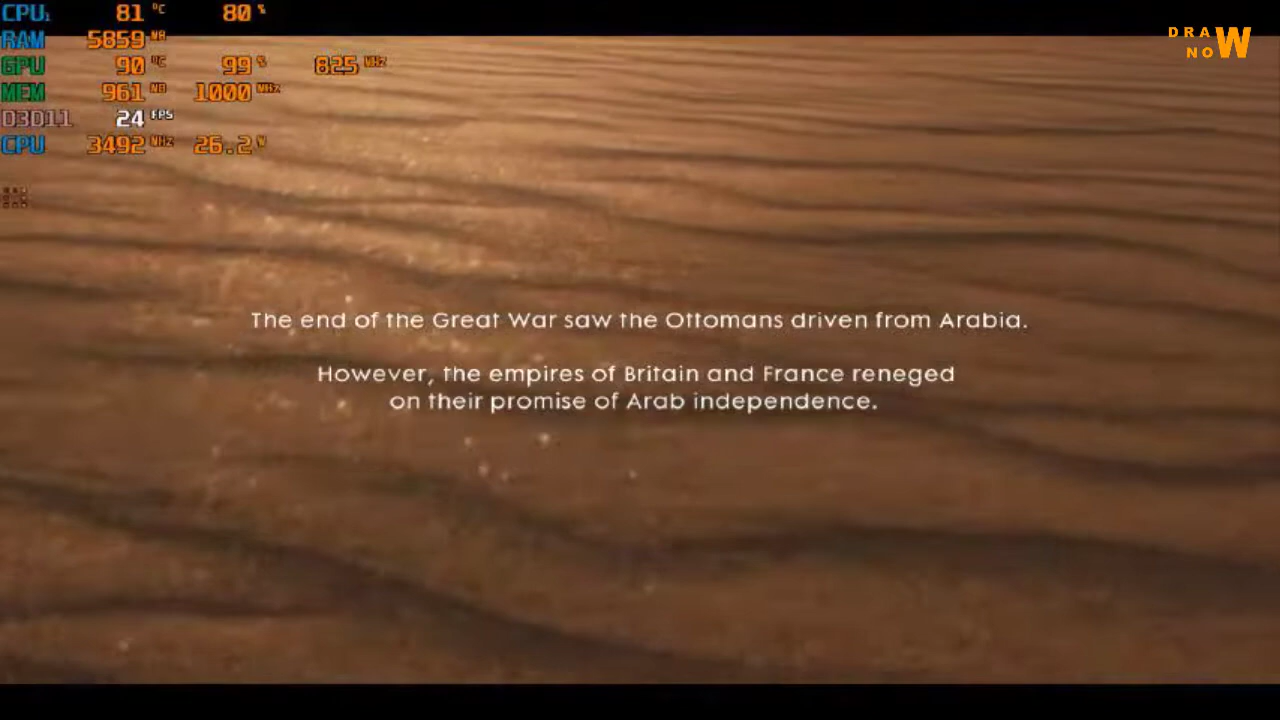 CPU₁ 81 °C 80 %
RAM 5859 MB
GPU 90 °C 99 % 825 MHz
MEM 961 MB 1000 MHz
D3D11 24 FPS
CPU 3492 MHz 26.2 W
DRA W
NO
The end of the Great War saw the Ottomans driven from Arabia.
However, the empires of Britain and France reneged
on their promise of Arab independence.